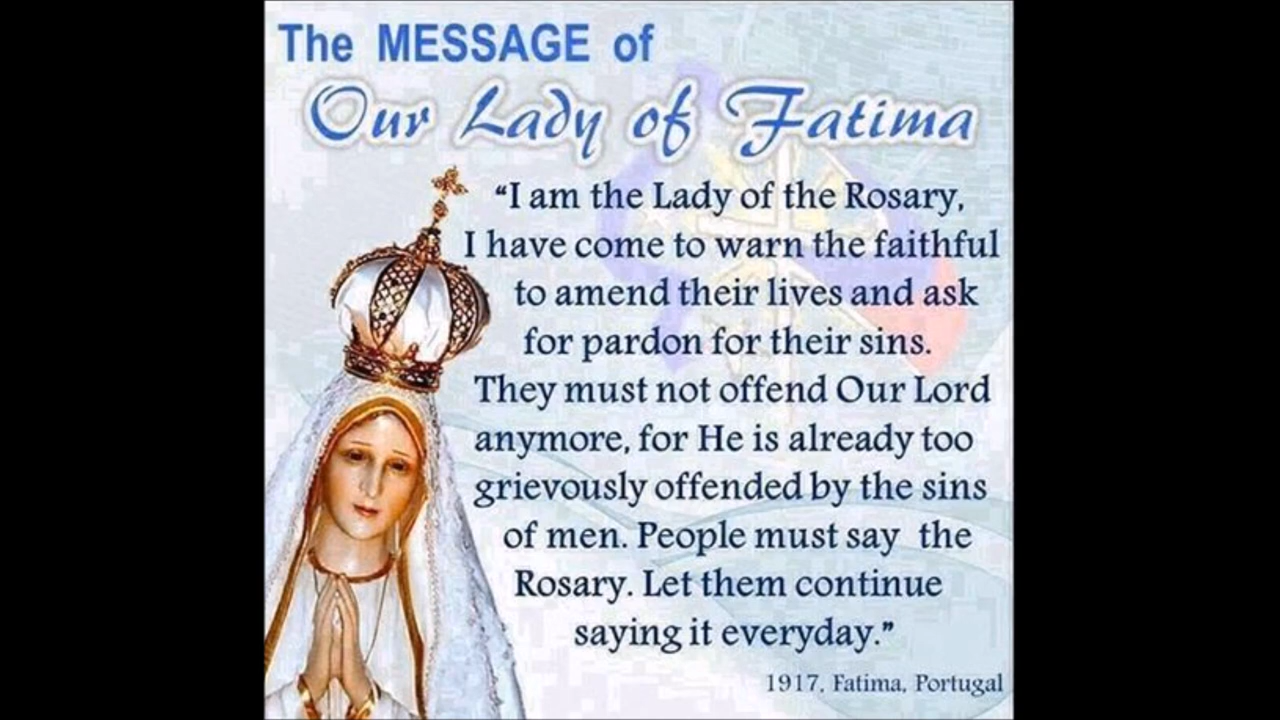 The MESSAGE of
Our Lady of Fatima
“I am the Lady of the Rosary,
I have come to warn the faithful
to amend their lives and ask
for pardon for their sins.
They must not offend Our Lord
anymore, for He is already too
grievously offended by the sins
of men. People must say the
Rosary. Let them continue
saying it everyday.”
1917, Fatima, Portugal